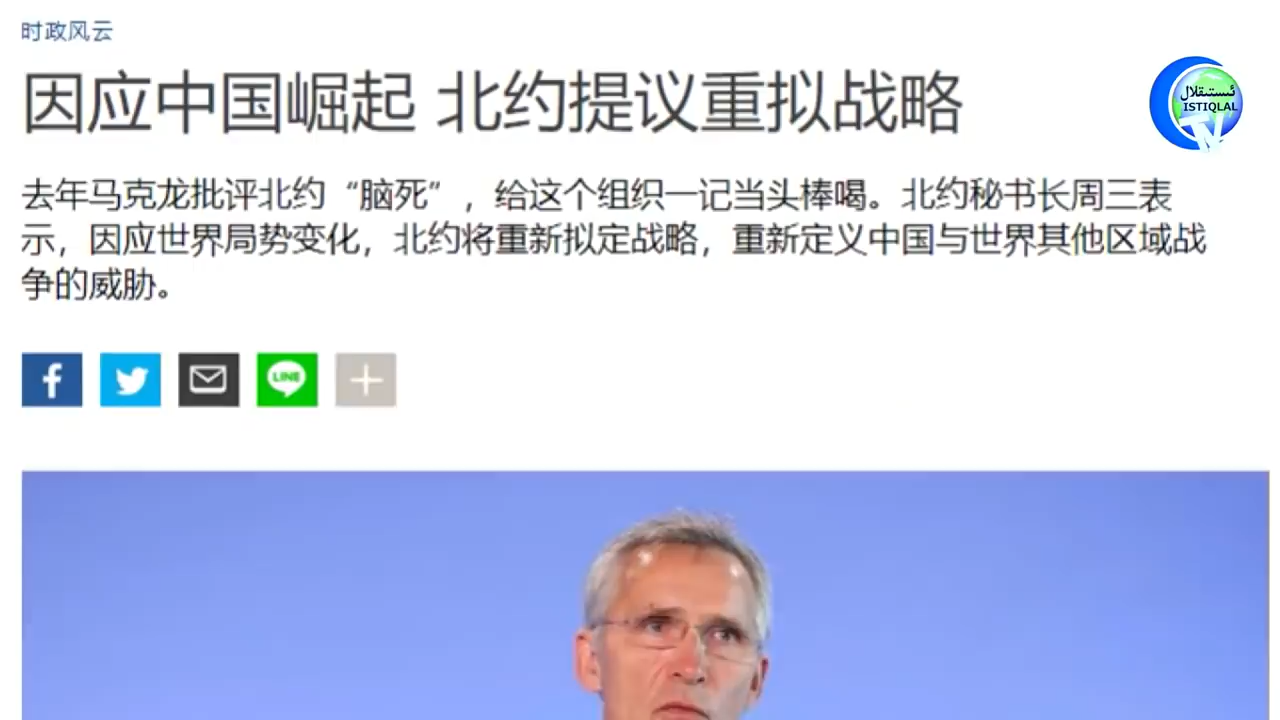 时政风云
因应中国崛起 北约提议重拟战略
ئىستىقلال
ISTIQLAL
TV
去年马克龙批评北约“脑死”，给这个组织一记当头棒喝。北约秘书长周三表
示，因应世界局势变化，北约将重新拟定战略，重新定义中国与世界其他区域战
争的威胁。
LINE